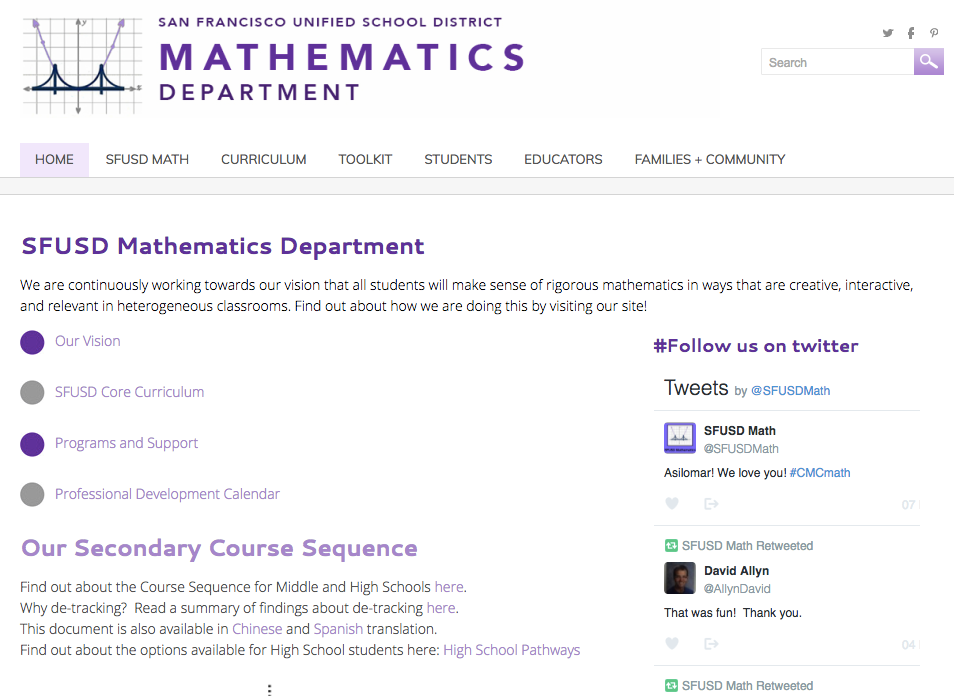 SAN FRANCISCO UNIFIED SCHOOL DISTRICT
MATHEMATICS
DEPARTMENT
Search
HOME SFUSD MATH CURRICULUM TOOLKIT STUDENTS EDUCATORS FAMILIES + COMMUNITY
SFUSD Mathematics Department
We are continuously working towards our vision that all students will make sense of rigorous mathematics in ways that are creative, interactive,
and relevant in heterogeneous classrooms. Find out about how we are doing this by visiting our site!
Our Vision
SFUSD Core Curriculum
Programs and Support
Professional Development Calendar
Our Secondary Course Sequence
Find out about the Course Sequence for Middle and High Schools here.
Why de-tracking? Read a summary of findings about de-tracking here.
This document is also available in Chinese and Spanish translation.
Find out about the options available for High School students here: High School Pathways
#Follow us on twitter
Tweets by @SFUSDMath
SFUSD Math
@SFUSDMath
Asilomar! We love you! #CMCmath
07
SFUSD Math Retweeted
David Allyn
@AllynDavid
That was fun! Thank you.
04
SFUSD Math Retweeted